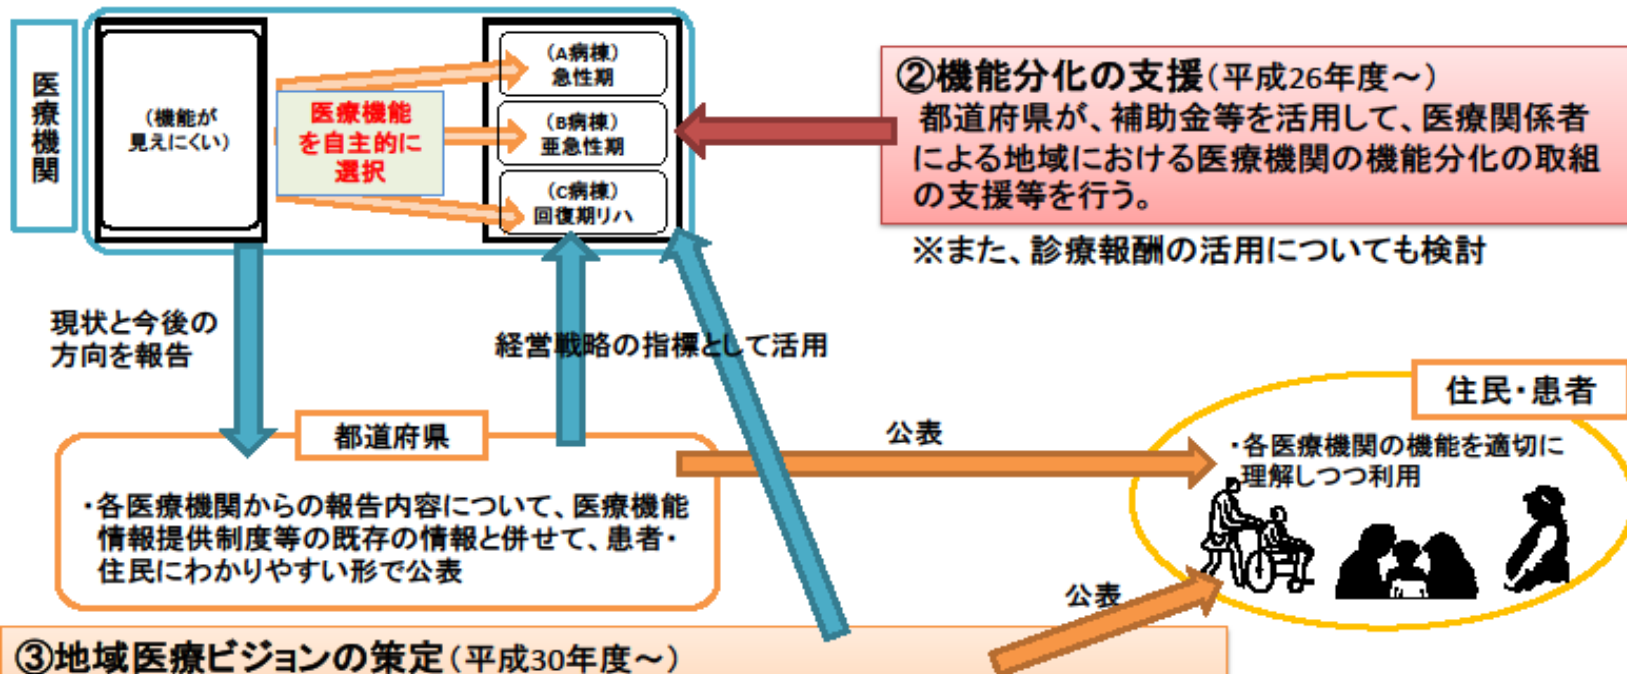 医療機関
（機能が
見えにくい）
医療機能
を自主的に
選択
（A病棟）
急性期
（B病棟）
亜急性期
（C病棟）
回復期リハ
②機能分化の支援（平成26年度～）
都道府県が、補助金等を活用して、医療関係者
による地域における医療機関の機能分化の取組
の支援等を行う。
※また、診療報酬の活用についても検討
現状と今後の
方向を報告
経営戦略の指標として活用
都道府県
・各医療機関からの報告内容について、医療機能
情報提供制度等の既存の情報と併せて、患者・
住民にわかりやすい形で公表
公表
住民・患者
・各医療機関の機能を適切に
理解しつつ利用
公表
③地域医療ビジョンの策定（平成30年度～）